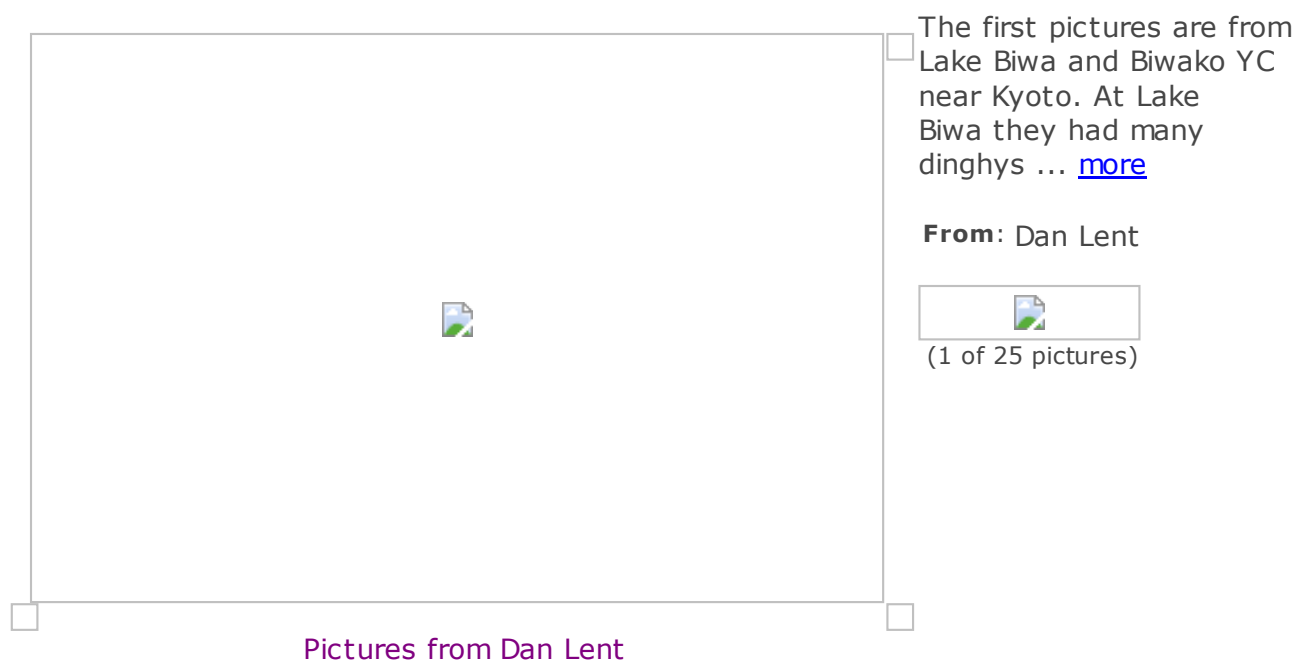 The first pictures are from
Lake Biwa and Biwako YC
near Kyoto. At Lake
Biwa they had many
dinghys ... more
From: Dan Lent
(1 of 25 pictures)
Pictures from Dan Lent